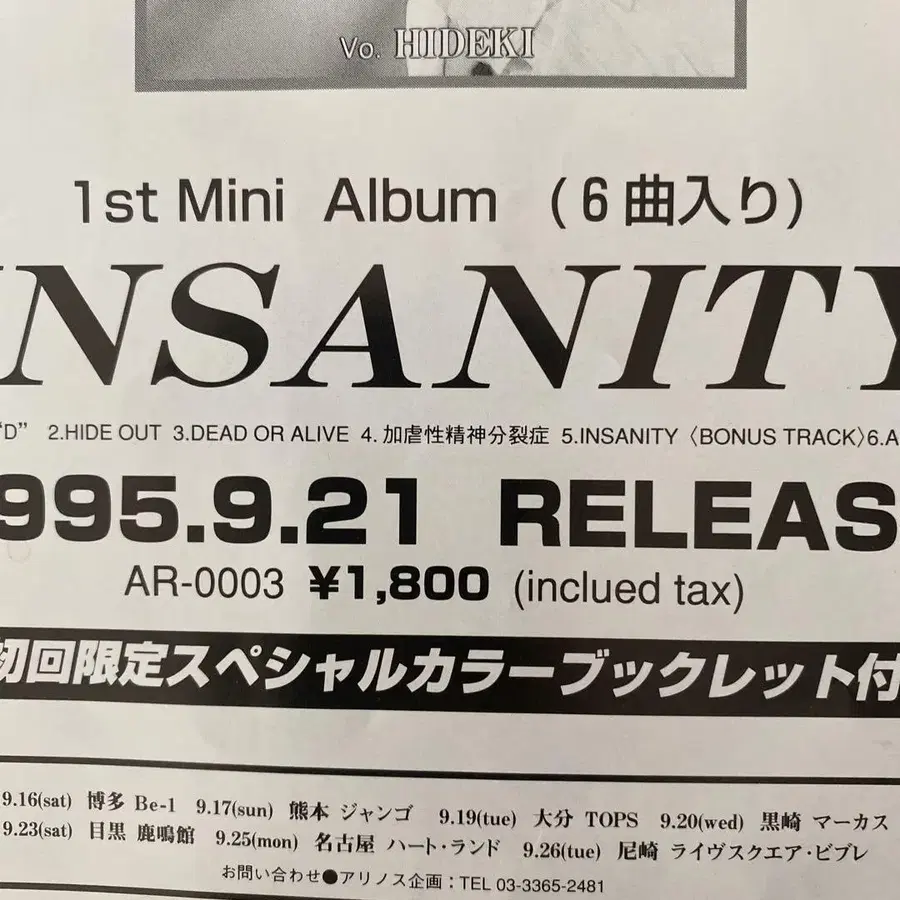 Vo. HIDEKI
1st Mini Album (6曲入り)
INSANITY
"D" 2.HIDE OUT 3.DEAD OR ALIVE 4.加虐性精神分裂症 5.INSANITY 〈BONUS TRACK〉6.A
995.9.21 RELEAS
AR-0003 ¥1,800 (inclued tax)
初回限定スペシャルカラーブックレット付
9.16(sat) 博多 Be-1 9.17(sun) 熊本 ジャンゴ 9.19(tue) 大分 TOPS 9.20(wed) 黒崎 マーカス
9.23(sat) 目黒 鹿鳴館 9.25(mon) 名古屋 ハート・ランド 9.26(tue) 尼崎 ライヴスクエア・ビブレ
お問い合わせ●アリノス企画：TEL 03-3365-2481